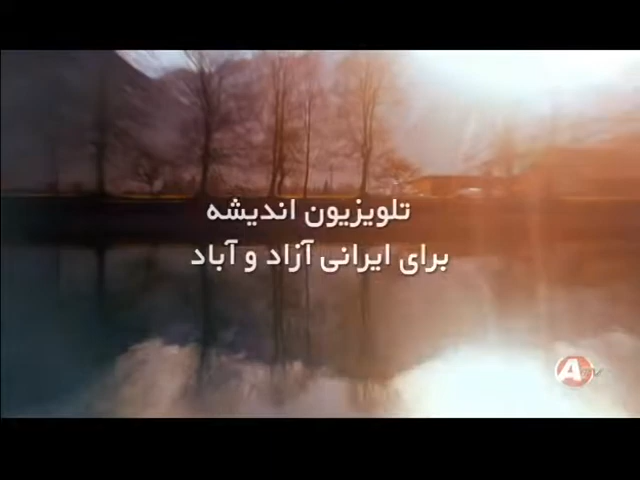 تلویزیون اندیشه
برای ایرانی آزاد و آباد
A